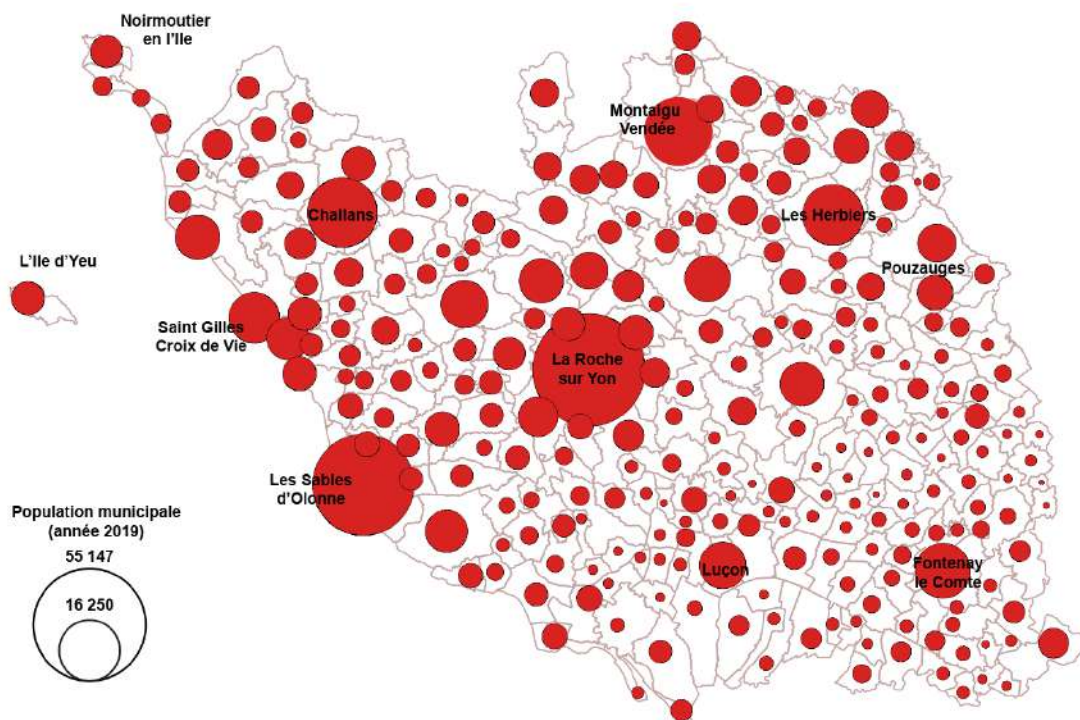 Noirmoutier
en l'Ile
Montaigu
Vendée
Challans
Les Herbiers
L'Ile d'Yeu
Pouzauges
Saint Gilles
Croix de Vie
La Roche
sur Yon
Les Sables
d'Olonne
Population municipale
(année 2019)
55 147
16 250
Luçon
Fontenay
le Comte